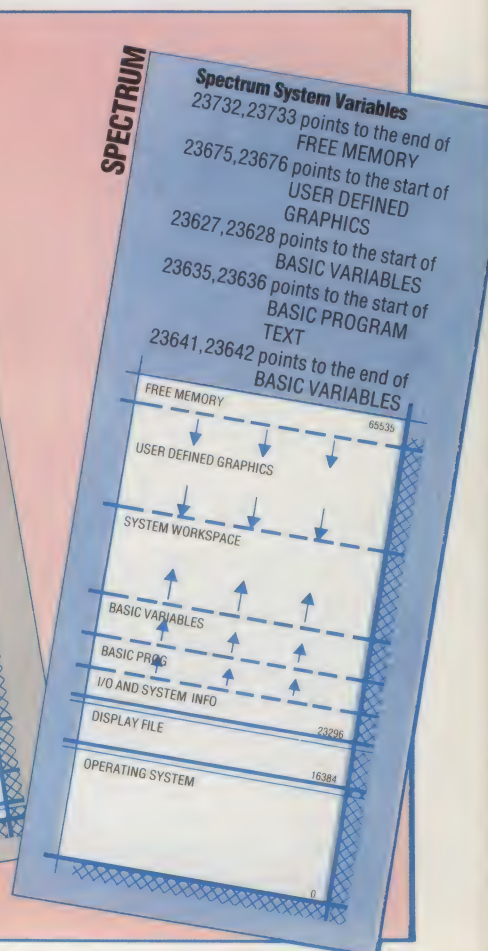 SPECTRUM
Spectrum System Variables
23732,23733 points to the end of
FREE MEMORY
23675,23676 points to the start of
USER DEFINED
GRAPHICS
23627,23628 points to the start of
BASIC VARIABLES
23635,23636 points to the start of
BASIC PROGRAM
TEXT
23641,23642 points to the end of
BASIC VARIABLES
FREE MEMORY
65535
USER DEFINED GRAPHICS
SYSTEM WORKSPACE
BASIC VARIABLES
BASIC PROG
I/O AND SYSTEM INFO
23296
DISPLAY FILE
16384
OPERATING SYSTEM
0